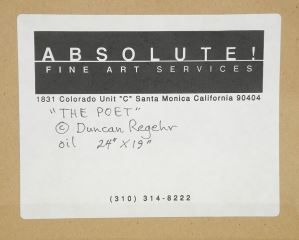 ABSOLUTE!
FINE ART SERVICES
1831 Colorado Unit "C" Santa Monica California 90404
"THE POET"
© Duncan Regehr
oil 24" X 19"
(310) 314-8222